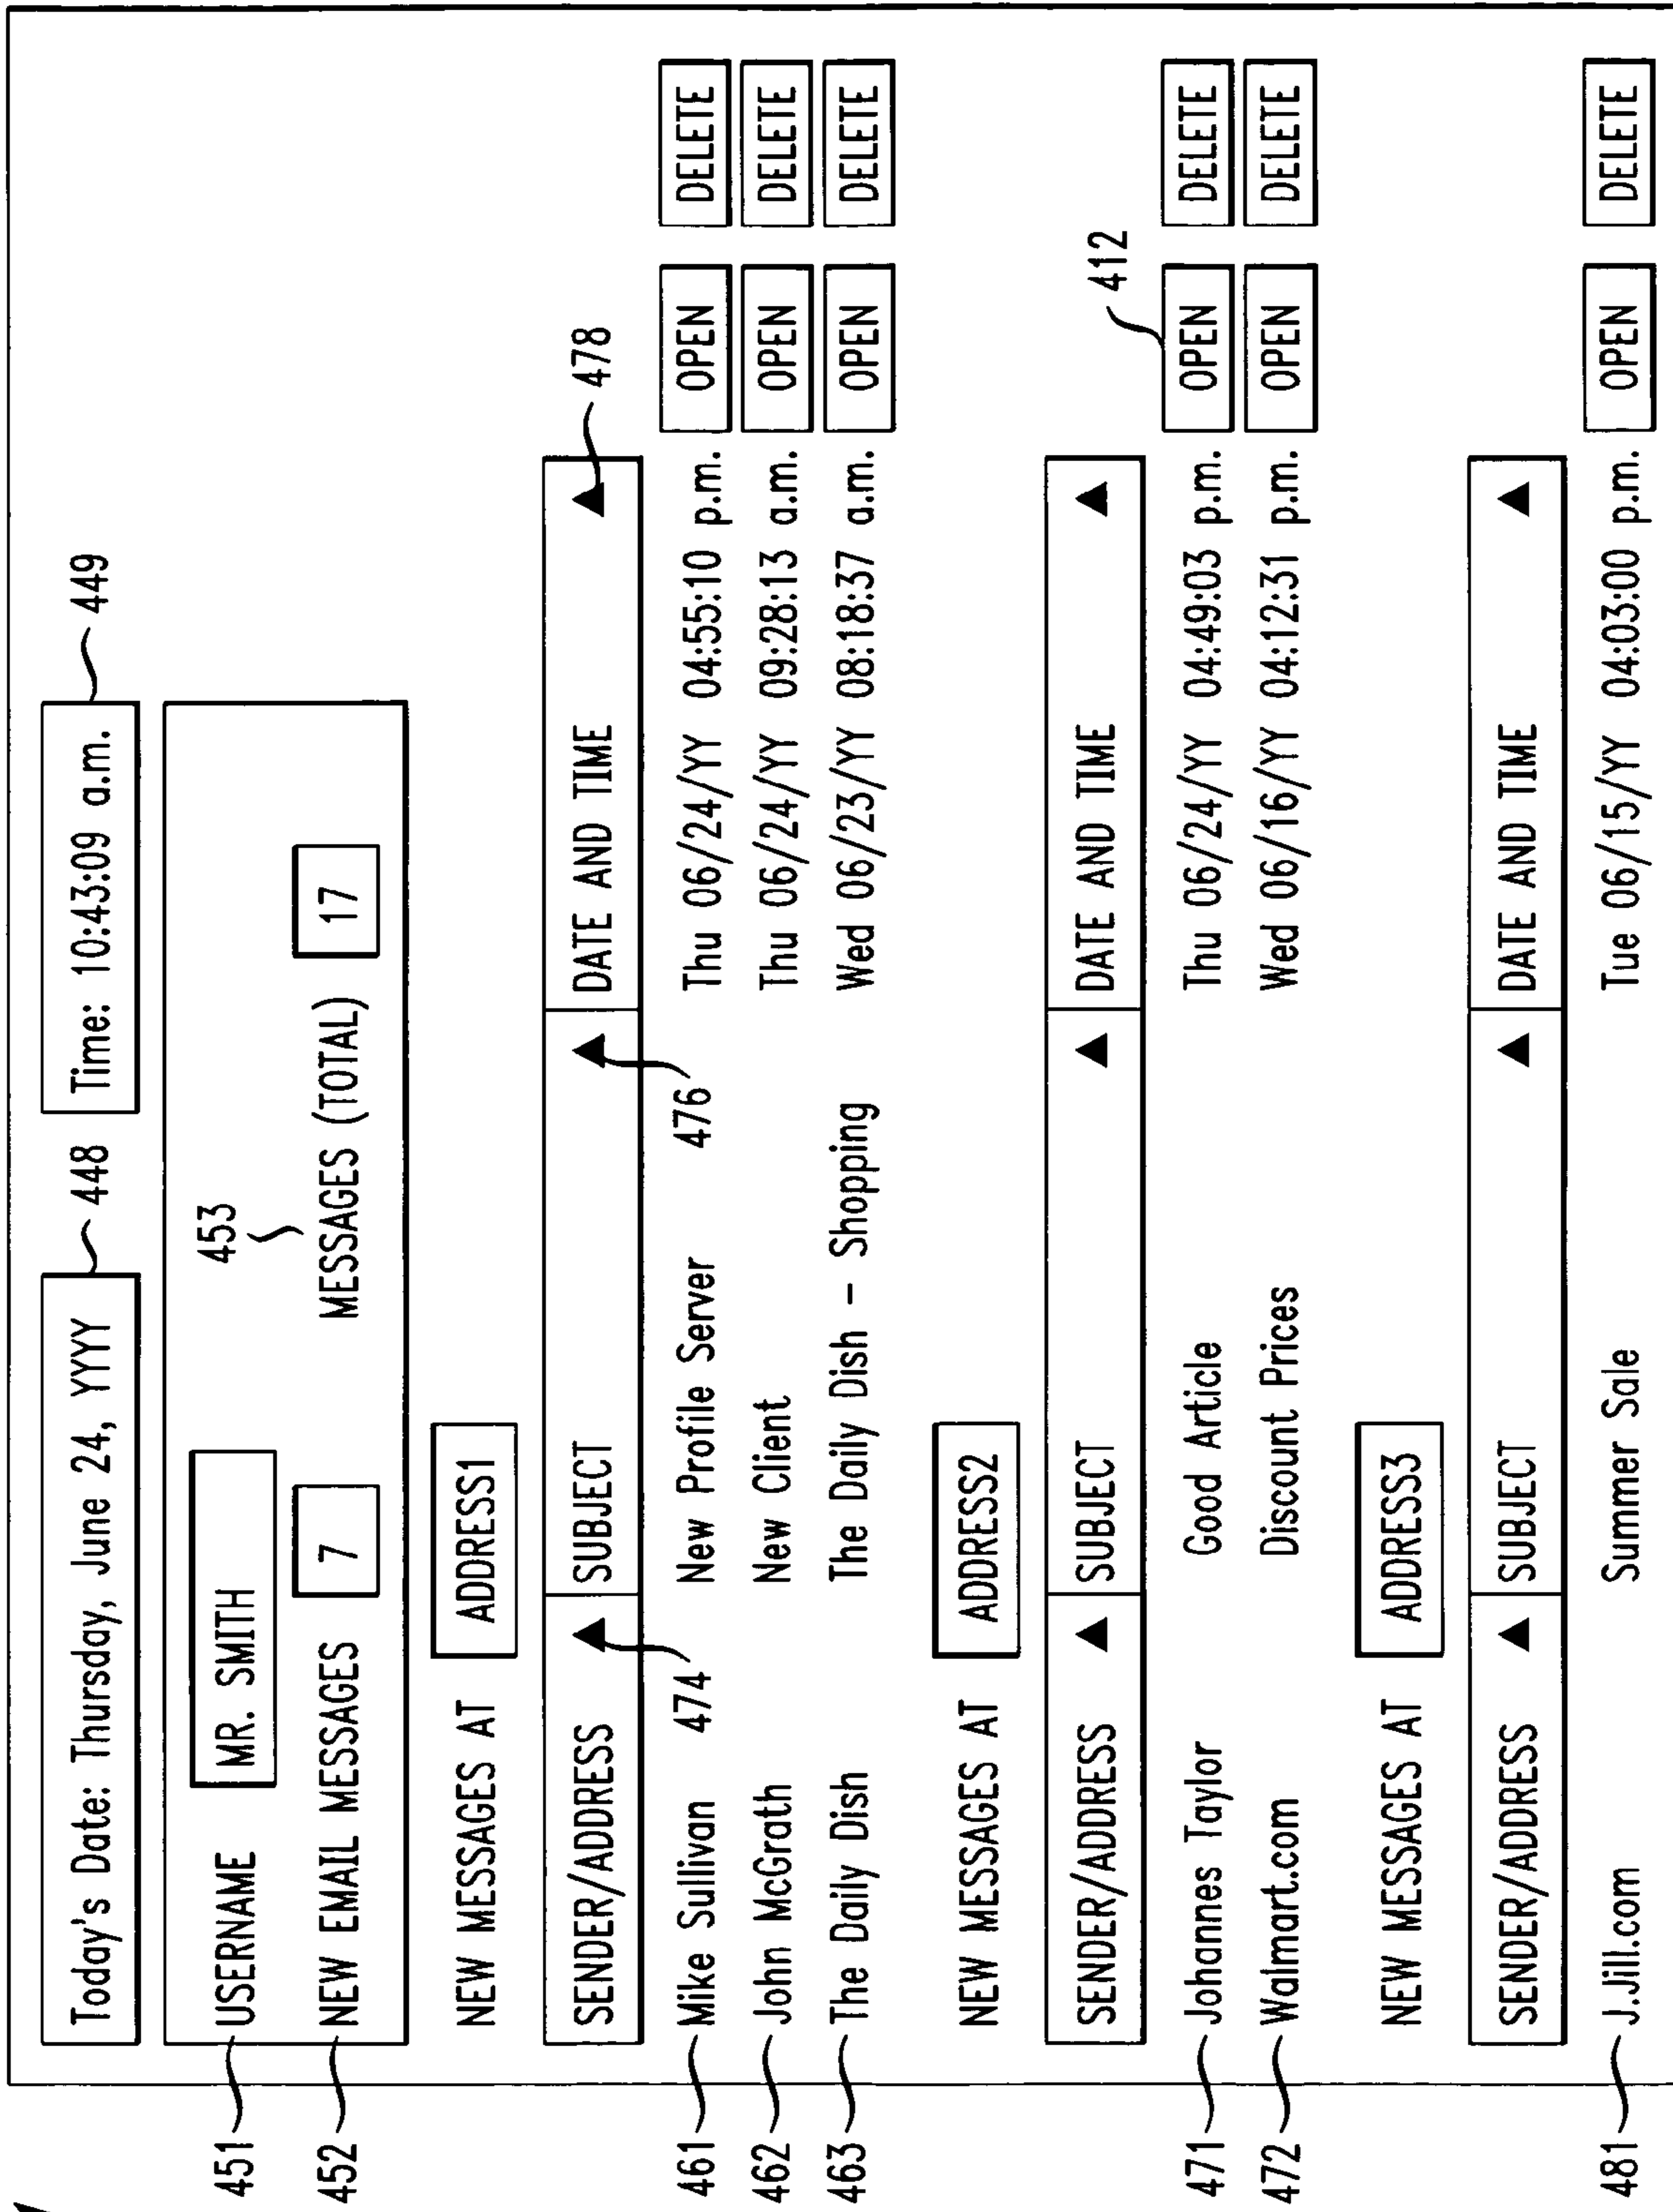 Today's Date: Thursday, June 24, YYYY 448 Time: 10:43:09 a.m. 449
451 USERNAME MR. SMITH 453
452 NEW EMAIL MESSAGES 7 MESSAGES (TOTAL) 17
NEW MESSAGES AT ADDRESS1
SENDER/ADDRESS ▲ SUBJECT ▲ DATE AND TIME ▲ 478
474 476
461 Mike Sullivan New Profile Server Thu 06/24/YY 04:55:10 p.m. OPEN DELETE
462 John McGrath New Client Thu 06/24/YY 09:28:13 a.m. OPEN DELETE
463 The Daily Dish The Daily Dish – Shopping Wed 06/23/YY 08:18:37 a.m. OPEN DELETE
NEW MESSAGES AT ADDRESS2
SENDER/ADDRESS ▲ SUBJECT ▲ DATE AND TIME ▲ 412
471 Johannes Taylor Good Article Thu 06/24/YY 04:49:03 p.m. OPEN DELETE
472 Walmart.com Discount Prices Wed 06/16/YY 04:12:31 p.m. OPEN DELETE
NEW MESSAGES AT ADDRESS3
SENDER/ADDRESS ▲ SUBJECT ▲ DATE AND TIME ▲
481 J.Jill.com Summer Sale Tue 06/15/YY 04:03:00 p.m. OPEN DELETE